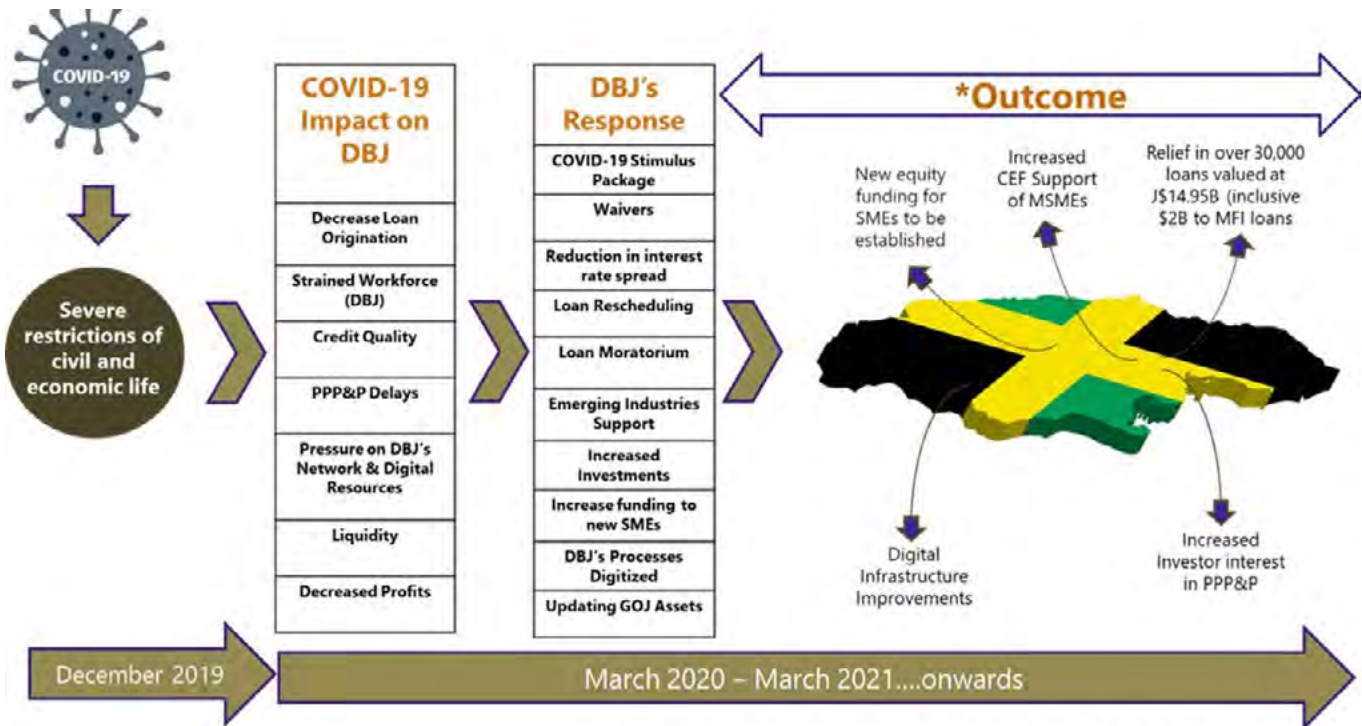 COVID-19
Severe
restrictions of
civil and
economic life
COVID-19
Impact on
DBJ
Decrease Loan
Origination
Strained Workforce
(DBJ)
Credit Quality
PPP&P Delays
Pressure on DBJ's
Network & Digital
Resources
Liquidity
Decreased Profits
DBJ's
Response
COVID-19 Stimulus
Package
Waivers
Reduction in interest
rate spread
Loan Rescheduling
Loan Moratorium
Emerging Industries
Support
Increased
Investments
Increase funding to
new SMEs
DBJ's Processes
Digitized
Updating GOJ Assets
*Outcome
New equity
funding for
SMEs to be
established
Increased
CEF Support
of MSMEs
Relief in over 30,000
loans valued at
J$14.95B (inclusive
$2B to MFI loans
Digital
Infrastructure
Improvements
Increased
Investor interest
in PPP&P
December 2019
March 2020 – March 2021....onwards